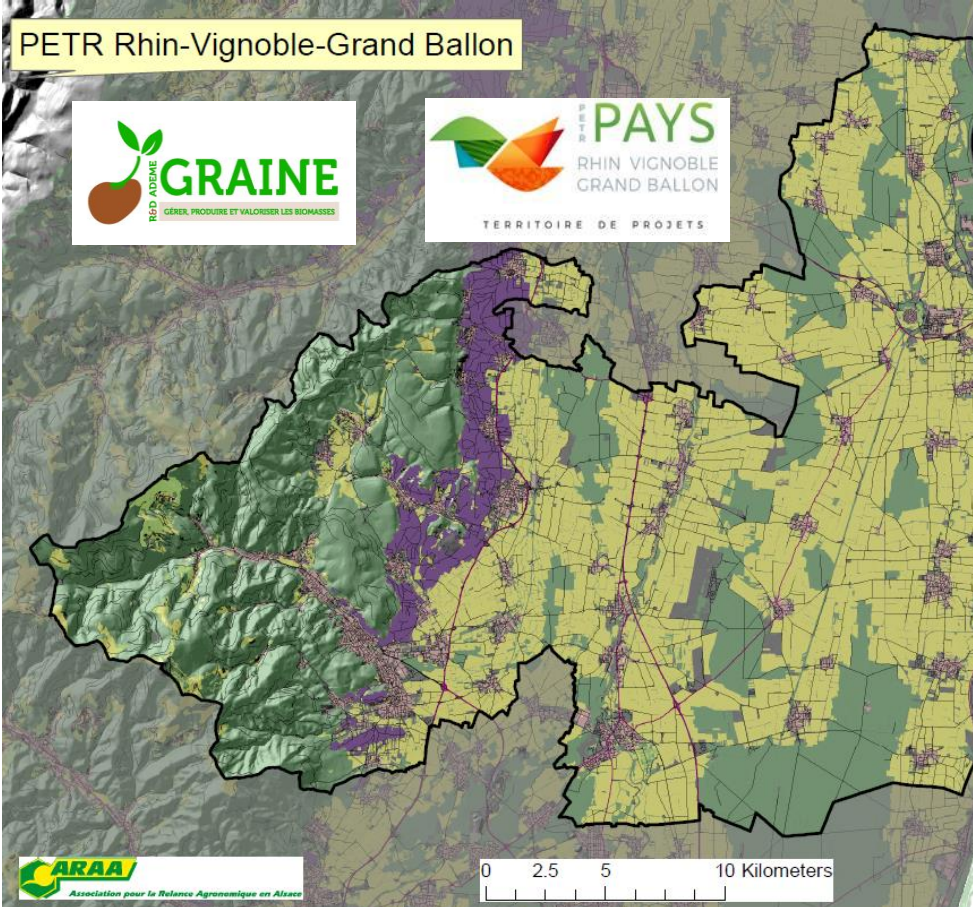 PETR Rhin-Vignoble-Grand Ballon
R&D ADEME
GRAINE
GÉRER, PRODUIRE ET VALORISER LES BIOMASSES
PETR
PAYS
RHIN VIGNOBLE
GRAND BALLON
TERRITOIRE DE PROJETS
ARAA
Association pour la Relance Agronomique en Alsace
0 2.5 5 10 Kilometers